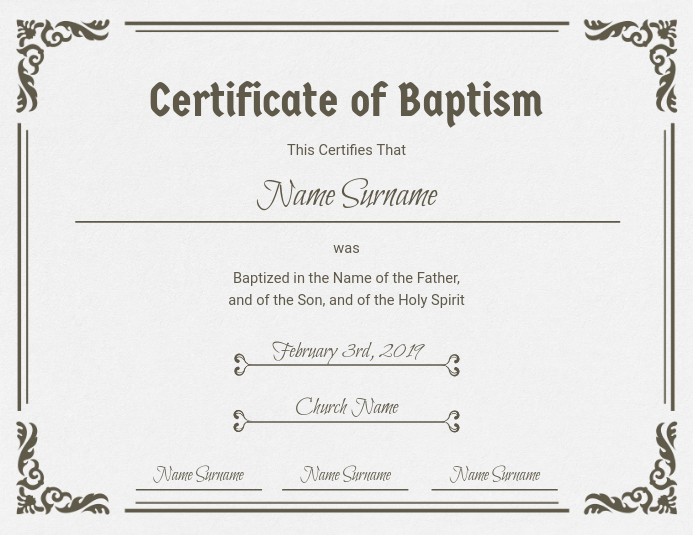 Certificate of Baptism
This Certifies That
Name Surname
was
Baptized in the Name of the Father,
and of the Son, and of the Holy Spirit
February 3rd, 2019
Church Name
Name Surname Name Surname Name Surname